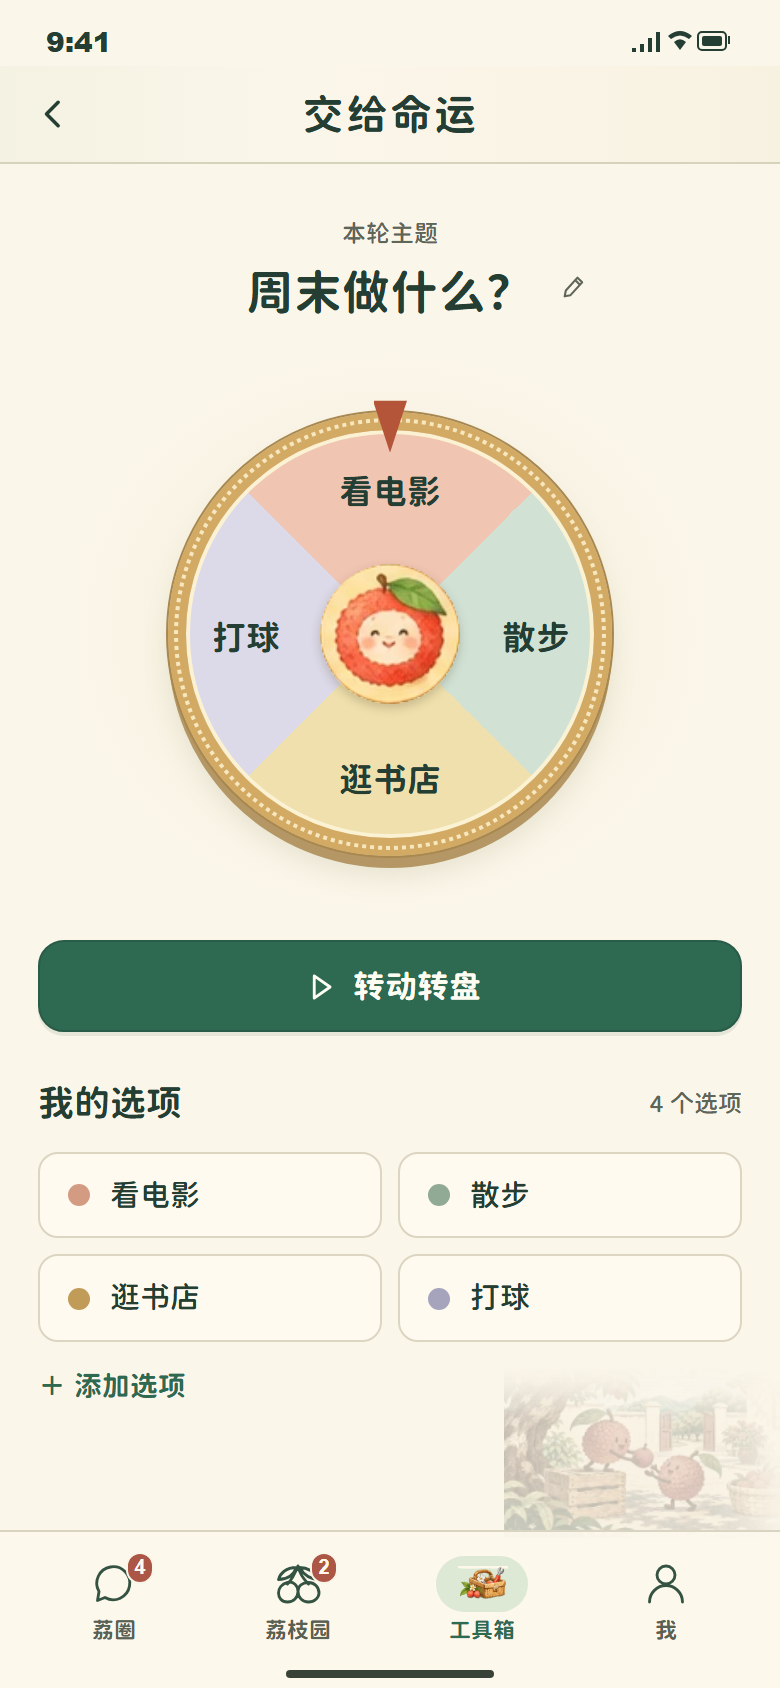 9:41
交给命运
本轮主题
周末做什么？
看电影
打球
散步
逛书店
转动转盘
我的选项
4 个选项
看电影
散步
逛书店
打球
+ 添加选项
4
2
荔圈
荔枝园
工具箱
我